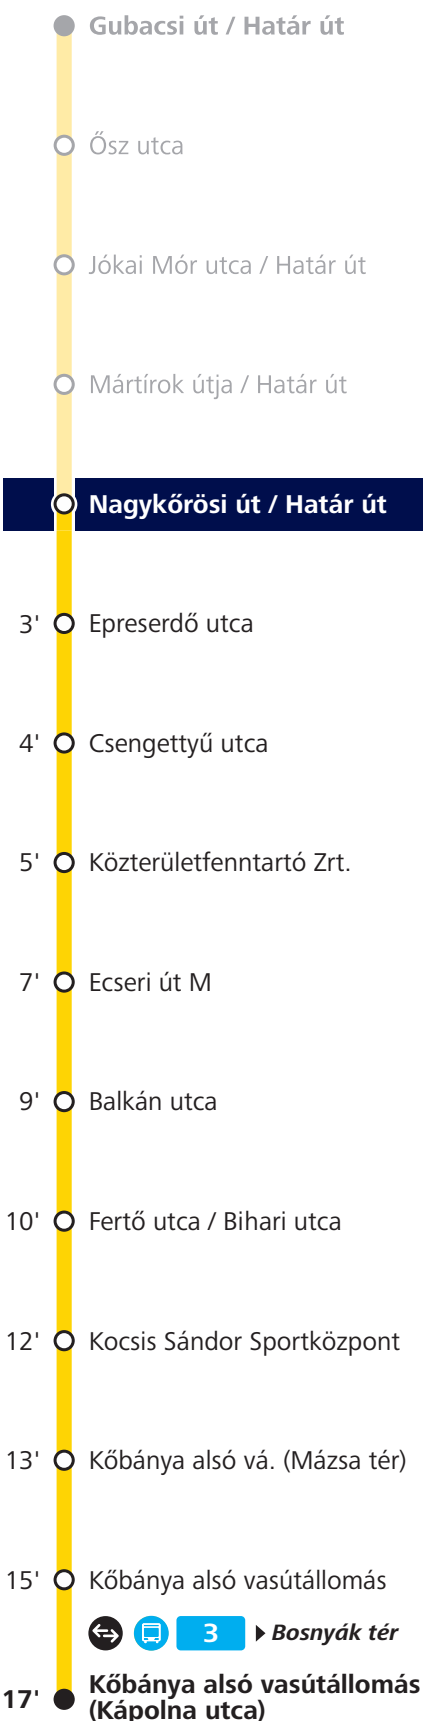 Gubacsi út / Határ út
Ősz utca
Jókai Mór utca / Határ út
Mártírok útja / Határ út
Nagykőrösi út / Határ út
3' Epreserdő utca
4' Csengettyű utca
5' Közterületfenntartó Zrt.
7' Ecseri út M
9' Balkán utca
10' Fertő utca / Bihari utca
12' Kocsis Sándor Sportközpont
13' Kőbánya alsó vá. (Mázsa tér)
15' Kőbánya alsó vasútállomás
3 Bosnyák tér
17' Kőbánya alsó vasútállomás
(Kápolna utca)